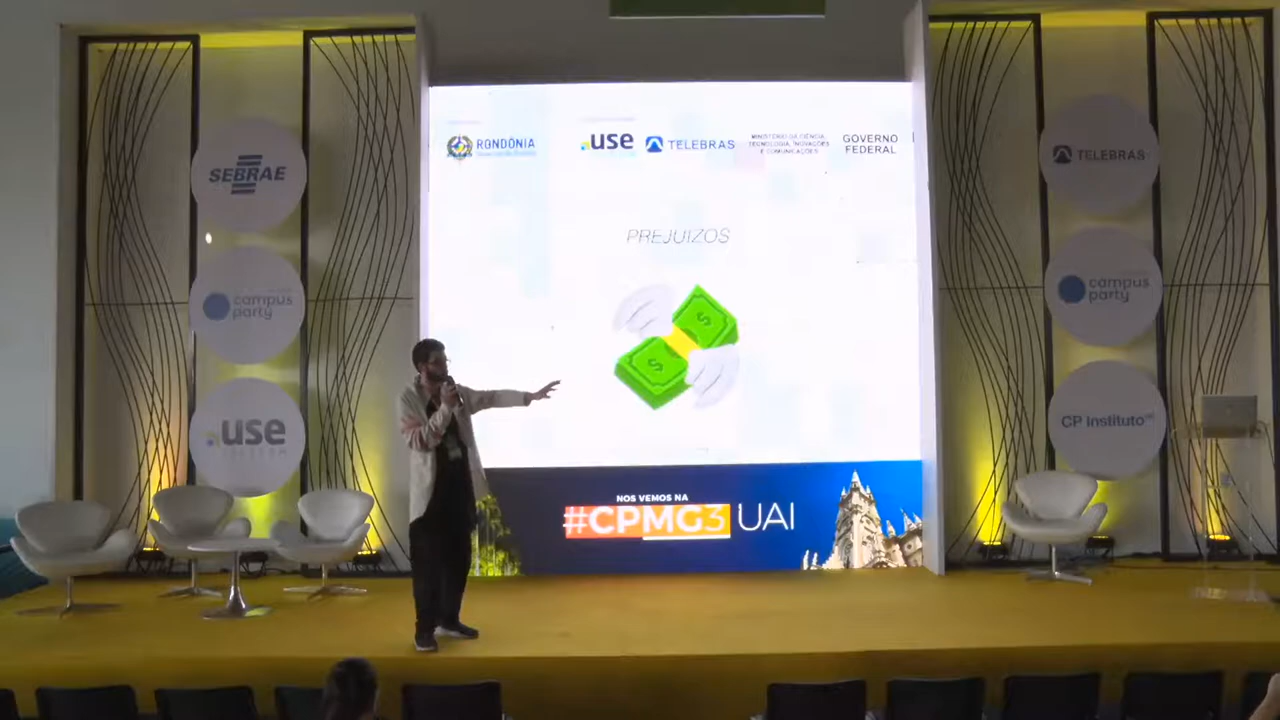 SEBRAE
campus
party
use
TELECOM
RONDÔNIA
use
TELEBRAS
MINISTÉRIO DA CIÊNCIA,
TECNOLOGIA, INOVAÇÕES
E COMUNICAÇÕES
GOVERNO
FEDERAL
PREJUIZOS
$
$
NOS VEMOS NA
#CPMG3 UAI
TELEBRAS
campus
party
CP Instituto